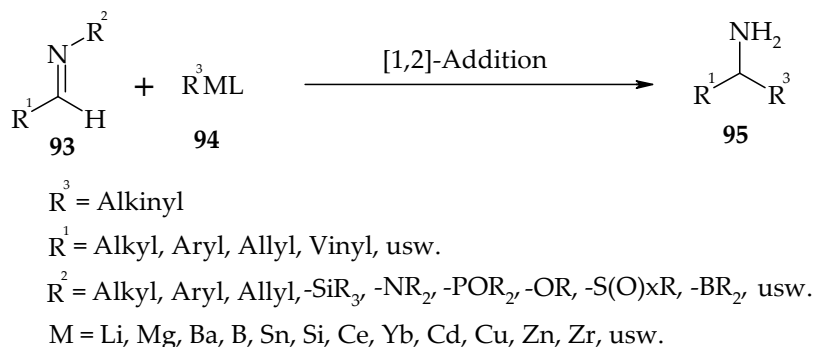 R²
N
R¹ H
93
+
R³ML
94
[1,2]-Addition
NH₂
R¹ R³
95
R³ = Alkinyl
R¹ = Alkyl, Aryl, Allyl, Vinyl, usw.
R² = Alkyl, Aryl, Allyl,-SiR₃, -NR₂, -POR₂, -OR, -S(O)xR, -BR₂, usw.
M = Li, Mg, Ba, B, Sn, Si, Ce, Yb, Cd, Cu, Zn, Zr, usw.